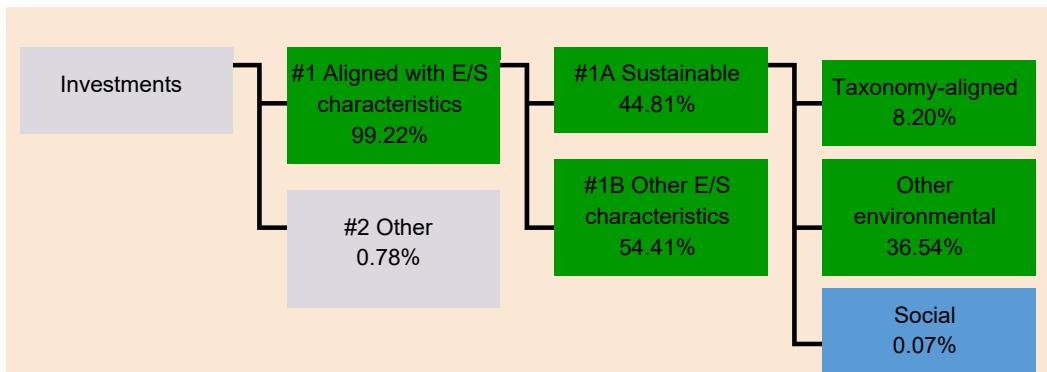 Investments
#1 Aligned with E/S
characteristics
99.22%
#2 Other
0.78%
#1A Sustainable
44.81%
#1B Other E/S
characteristics
54.41%
Taxonomy-aligned
8.20%
Other
environmental
36.54%
Social
0.07%